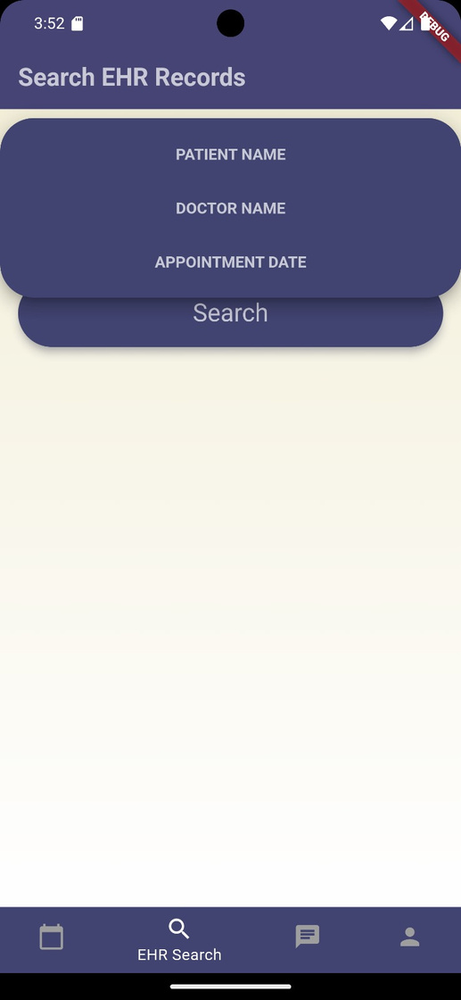 3:52
DEBUG
Search EHR Records
PATIENT NAME
DOCTOR NAME
APPOINTMENT DATE
Search
EHR Search